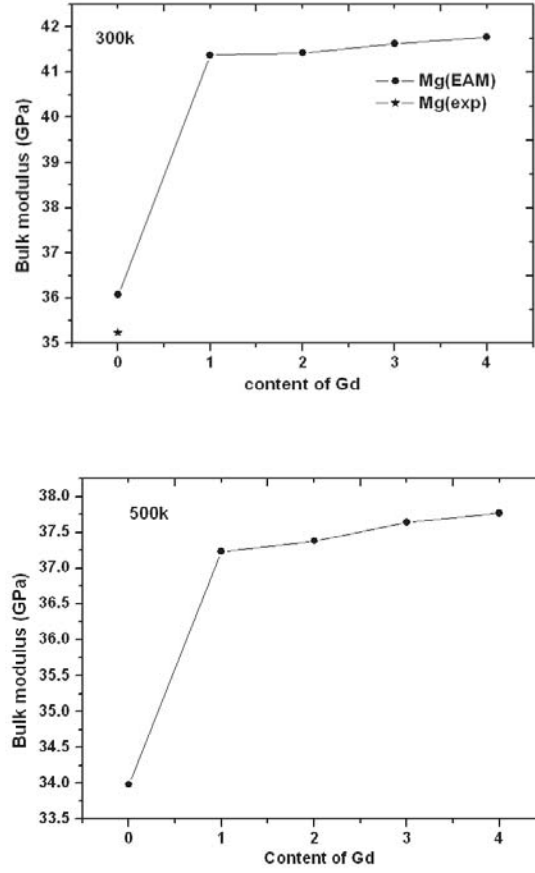 42
300k
41
Mg(EAM)
40
Mg(exp)
39
38
37
36
35
Bulk modulus (GPa)
0 1 2 3 4
content of Gd
38.0
500k
37.5
37.0
36.5
36.0
35.5
35.0
34.5
34.0
33.5
Bulk modulus (GPa)
0 1 2 3 4
Content of Gd